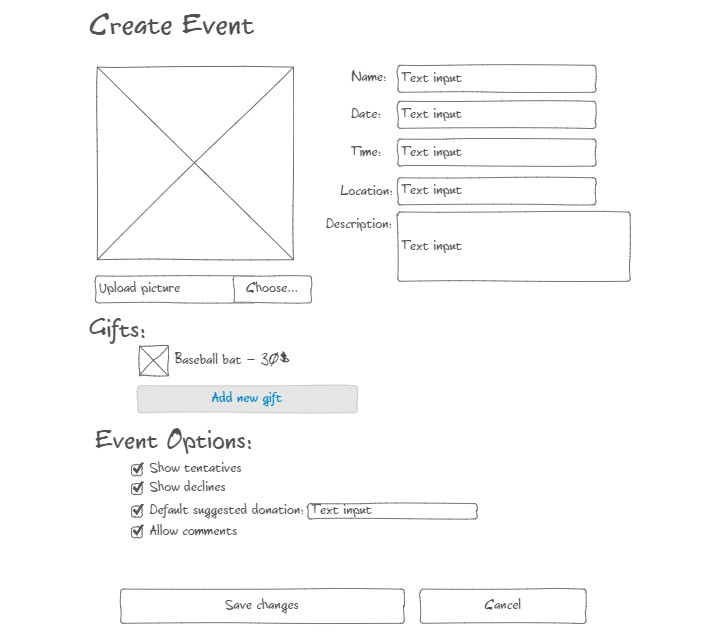 Create Event
Name: Text input
Date: Text input
Time: Text input
Location: Text input
Description: Text input
Upload picture Choose...
Gifts:
Baseball bat - 30$
Add new gift
Event Options:
Show tentatives
Show declines
Default suggested donation: Text input
Allow comments
Save changes Cancel